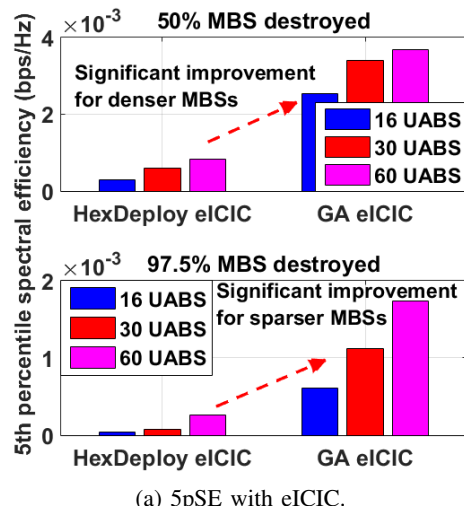 50% MBS destroyed
× 10⁻³
4
2
0
Significant improvement
for denser MBSs
16 UABS
30 UABS
60 UABS
HexDeploy eICIC
GA eICIC
5th percentile spectral efficiency (bps/Hz)
97.5% MBS destroyed
× 10⁻³
2
1
0
16 UABS
30 UABS
60 UABS
Significant improvement
for sparser MBSs
HexDeploy eICIC
GA eICIC
(a) 5pSE with eICIC.